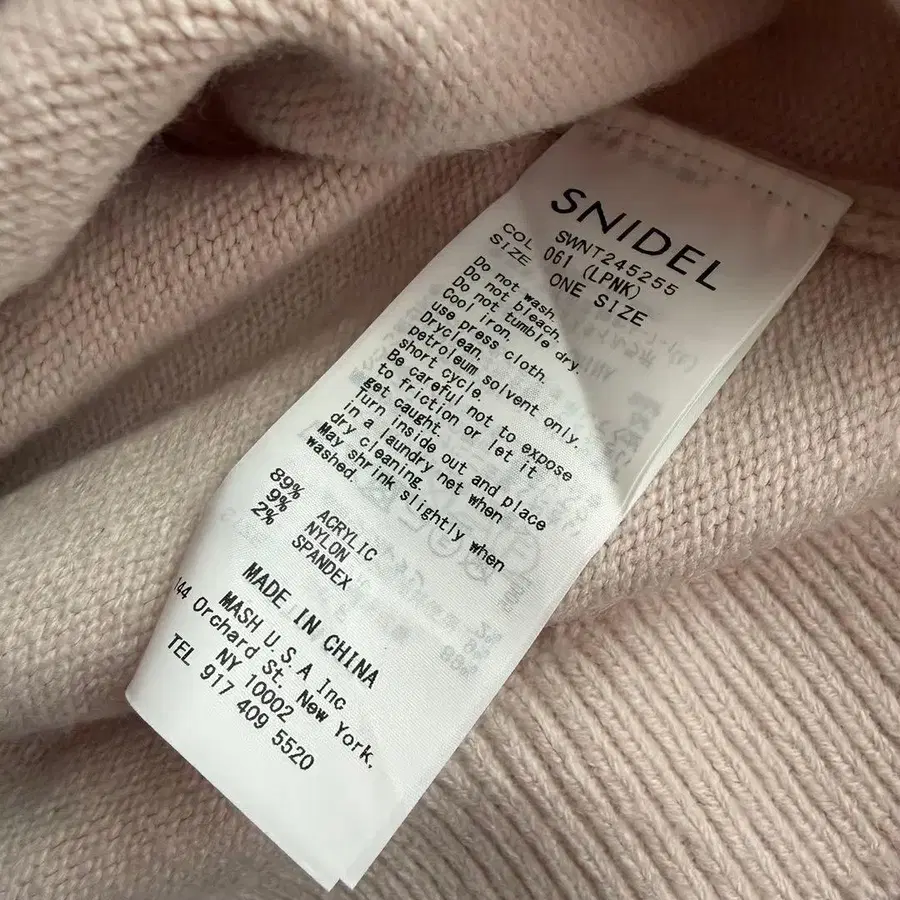 SNIDEL
SWNT245255
COL 061 (LPNK)
SIZE ONE SIZE
Do not wash.
Do not bleach.
Do not tumble dry.
Cool iron.
use press cloth.
Dryclean.
petroleum solvent only.
short cycle.
Be careful not to expose
to friction or let it
get caught.
Turn inside out and place
in a laundry net when
dry cleaning.
May shrink slightly when
washed.
89% ACRYLIC
9% NYLON
2% SPANDEX
MADE IN CHINA
MASH U.S.A Inc
144 Orchard St. New York,
NY 10002
TEL 917 409 5520